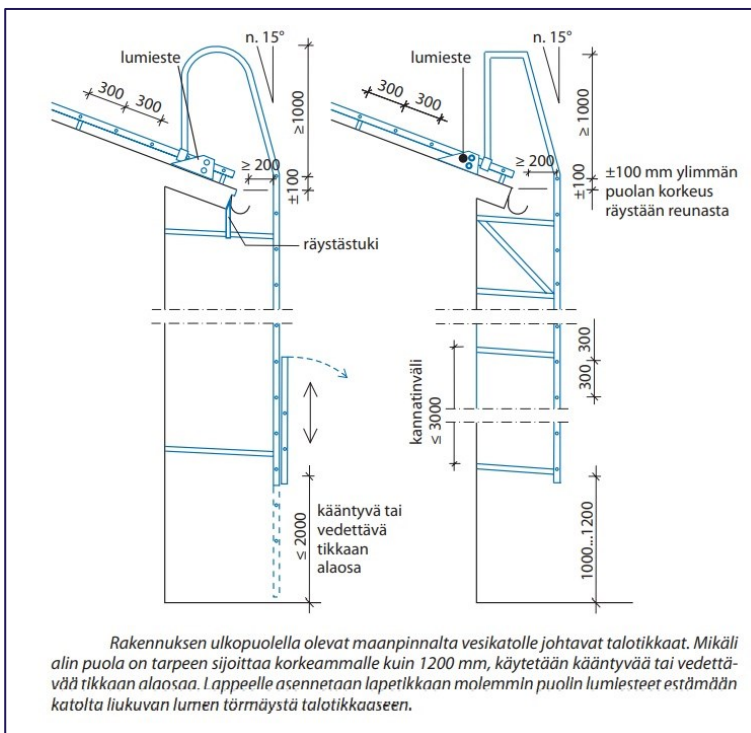 n. 15°
lumieste
300
300
≥1000
≥ 200
±100
räystästuki
≤ 2000
kääntyvä tai
vedettävä
tikkaan
alaosa
n. 15°
lumieste
300
300
≥ 1000
≥ 200
±100
±100 mm ylimmän
puolan korkeus
räystään reunasta
300
300
kannatinväli
≤ 3000
1000...1200
Rakennuksen ulkopuolella olevat maanpinnalta vesikatolle johtavat talotikkaat. Mikäli
alin puola on tarpeen sijoittaa korkeammalle kuin 1200 mm, käytetään kääntyvää tai vedettä-
vää tikkaan alaosaa. Lappeelle asennetaan lapetikkaan molemmin puolin lumiesteet estämään
katolta liukuvan lumen törmäystä talotikkaaseen.